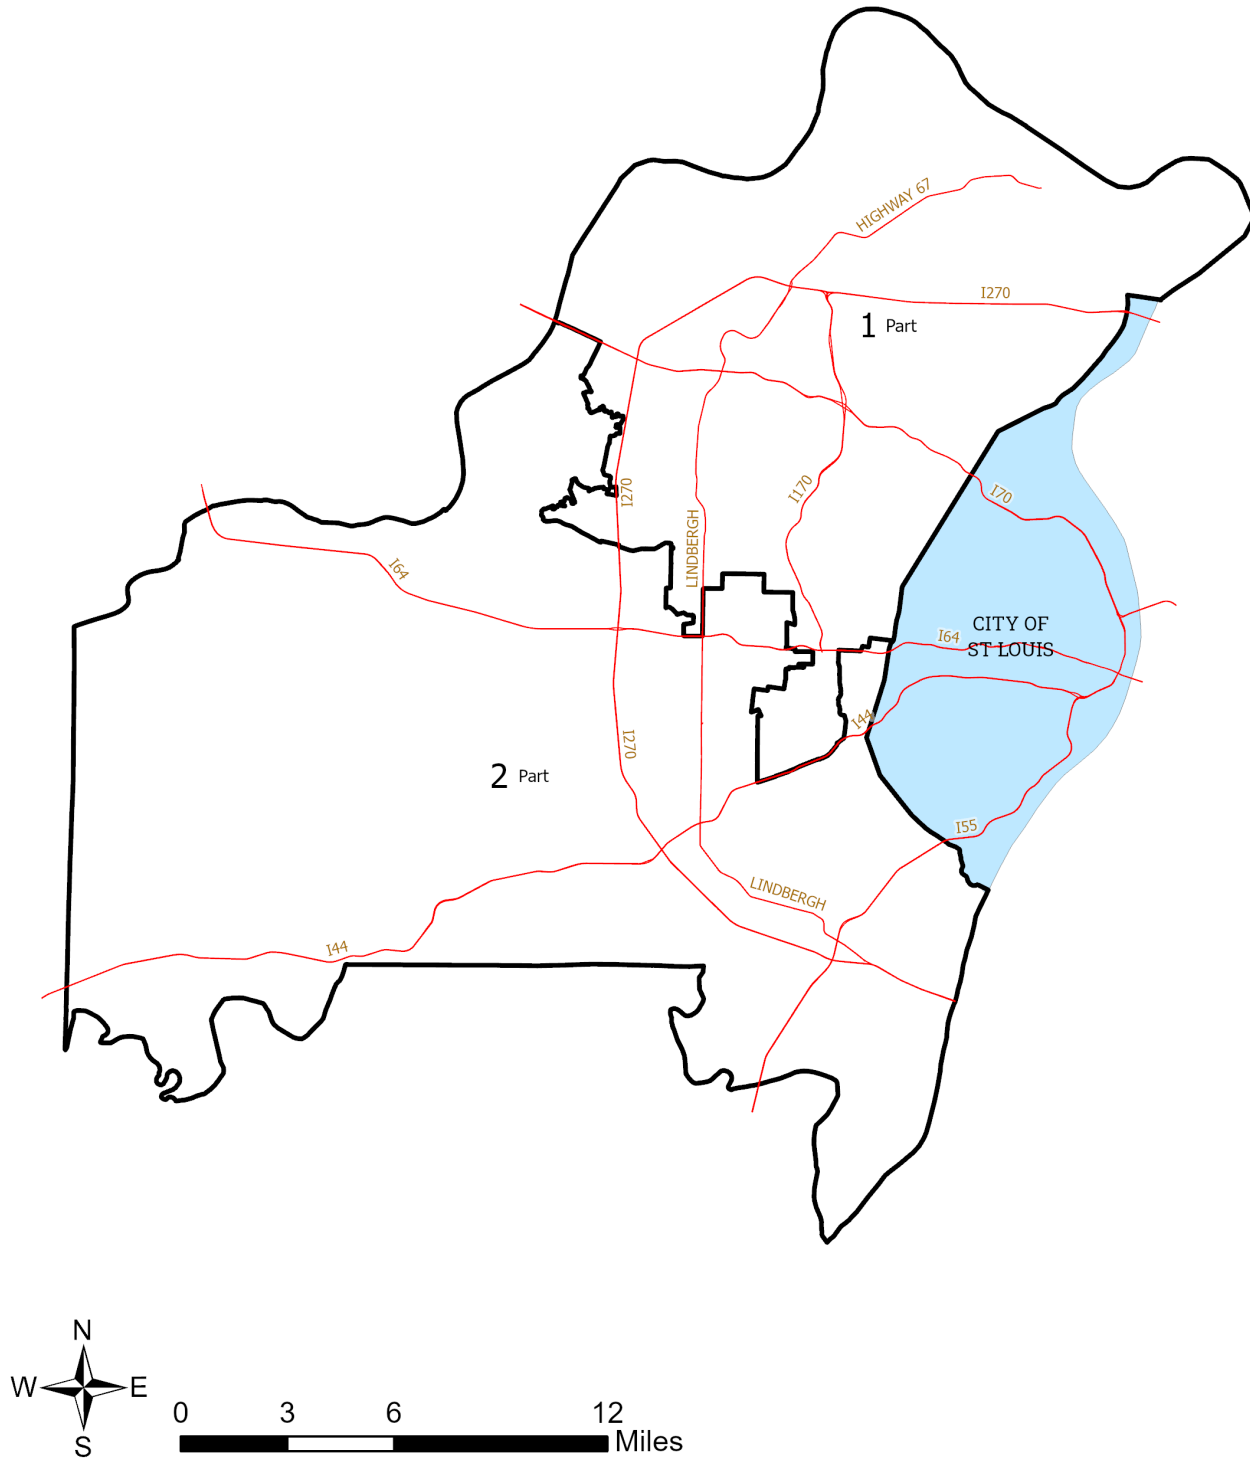 HIGHWAY 67
I270
1 Part
I270
I170
I70
LINDBERGH
I64
CITY OF
ST LOUIS
I64
I44
I270
2 Part
I55
LINDBERGH
I44
N
W E
S
0 3 6 12
Miles